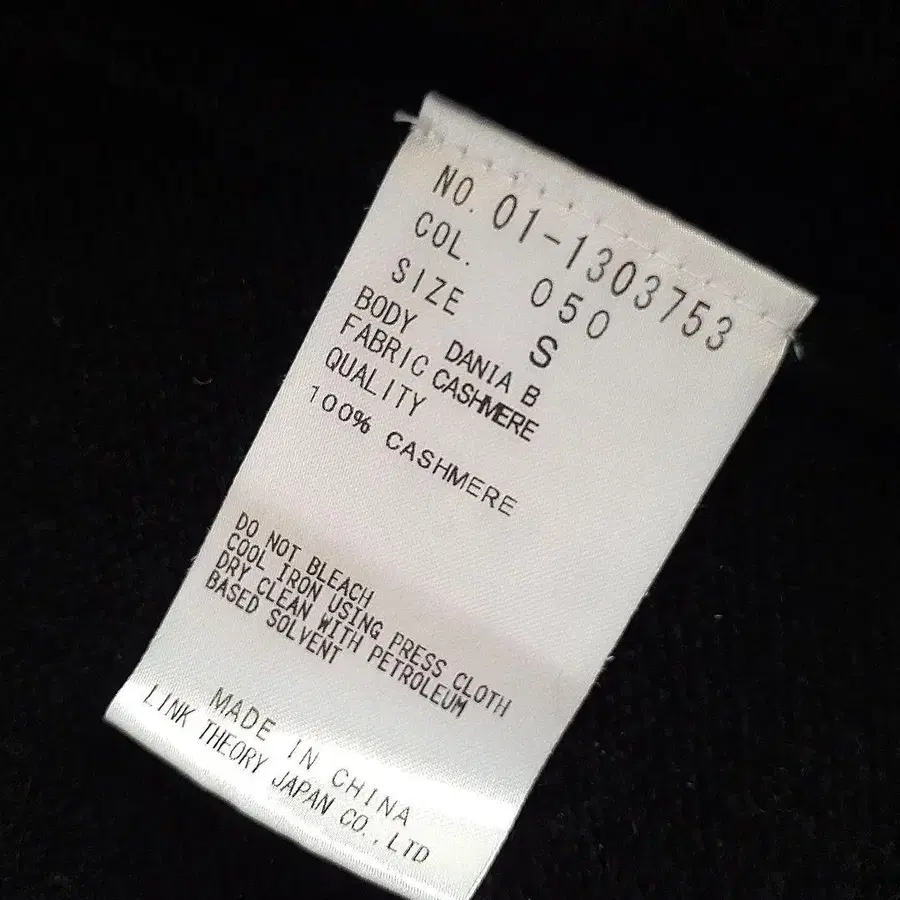 NO. 01-1303753
COL. 050
SIZE S
BODY DANIA B
FABRIC CASHMERE
QUALITY
100% CASHMERE
DO NOT BLEACH
COOL IRON USING PRESS CLOTH
DRY CLEAN WITH PETROLEUM
BASED SOLVENT
MADE IN CHINA
LINK THEORY JAPAN CO.,LTD